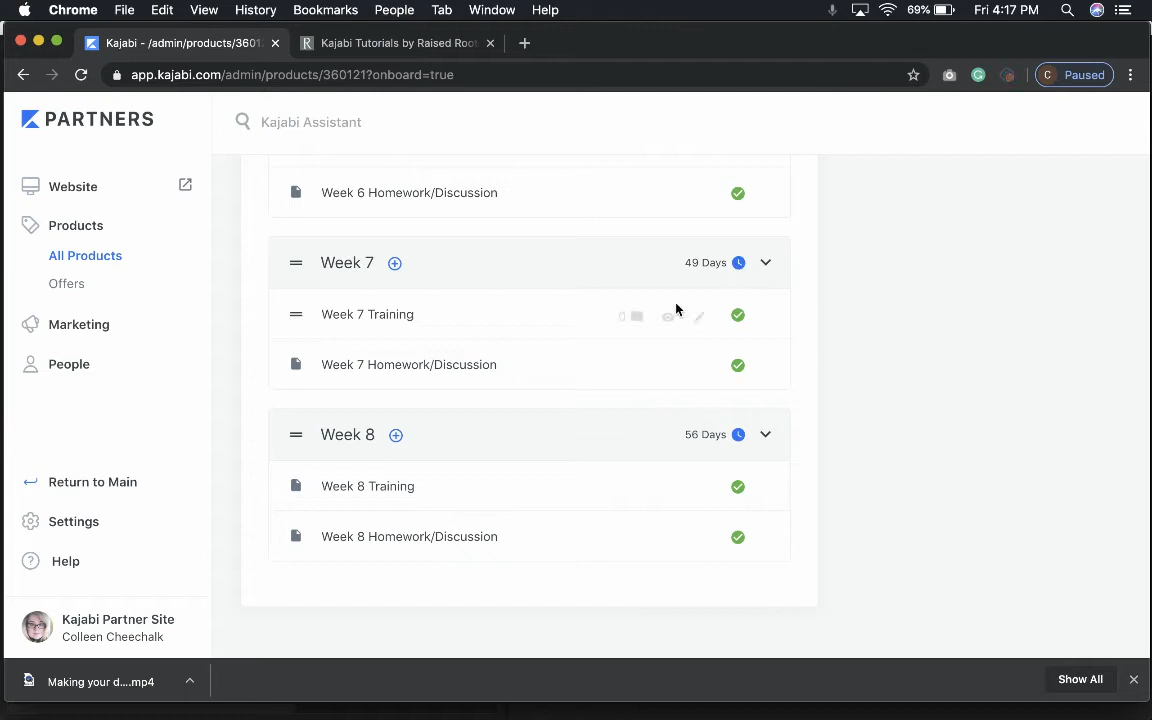 Chrome File Edit View History Bookmarks People Tab Window Help 69% Fri 4:17 PM
Kajabi - /admin/products/3601 Kajabi Tutorials by Raised Roo
app.kajabi.com/admin/products/360121?onboard=true C Paused
PARTNERS
Kajabi Assistant
Website
Products
All Products
Offers
Marketing
People
Return to Main
Settings
Help
Kajabi Partner Site
Colleen Cheechalk
Week 6 Homework/Discussion
Week 7 49 Days
Week 7 Training 0
Week 7 Homework/Discussion
Week 8 56 Days
Week 8 Training
Week 8 Homework/Discussion
Making your d....mp4 Show All